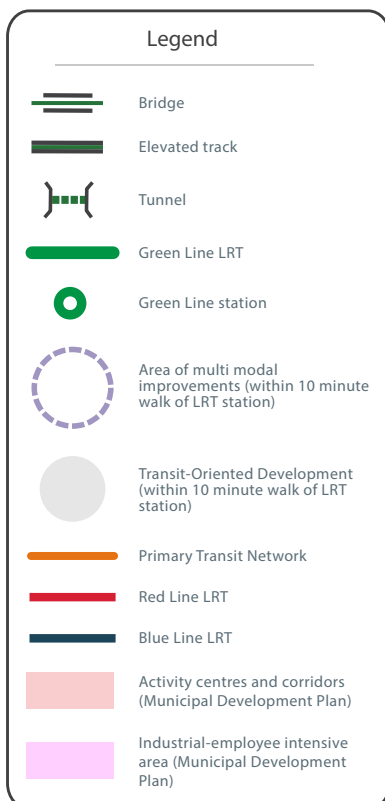 Legend
Bridge
Elevated track
Tunnel
Green Line LRT
Green Line station
Area of multi modal
improvements (within 10 minute
walk of LRT station)
Transit-Oriented Development
(within 10 minute walk of LRT
station)
Primary Transit Network
Red Line LRT
Blue Line LRT
Activity centres and corridors
(Municipal Development Plan)
Industrial-employee intensive
area (Municipal Development
Plan)